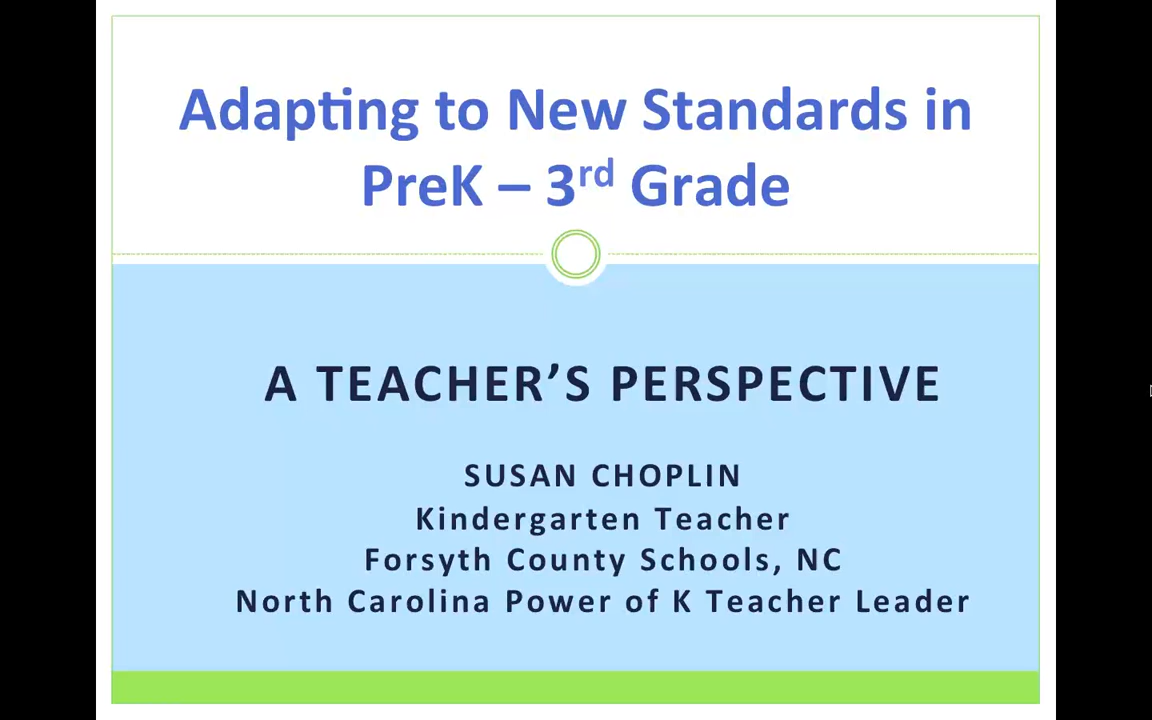 Adapting to New Standards in
PreK – 3rd Grade
A TEACHER’S PERSPECTIVE
SUSAN CHOPLIN
Kindergarten Teacher
Forsyth County Schools, NC
North Carolina Power of K Teacher Leader